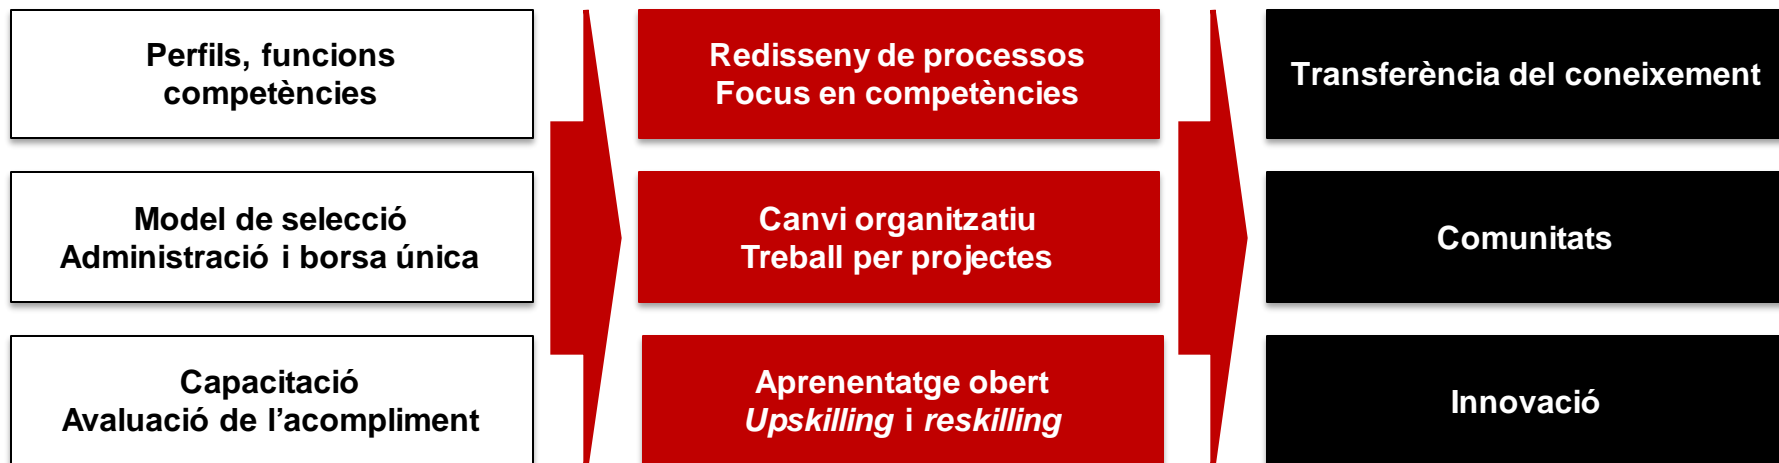 Perfils, funcions
competències
Redisseny de processos
Focus en competències
Transferència del coneixement
Model de selecció
Administració i borsa única
Canvi organitzatiu
Treball per projectes
Comunitats
Capacitació
Avaluació de l’acompliment
Aprenentatge obert
Upskilling i reskilling
Innovació